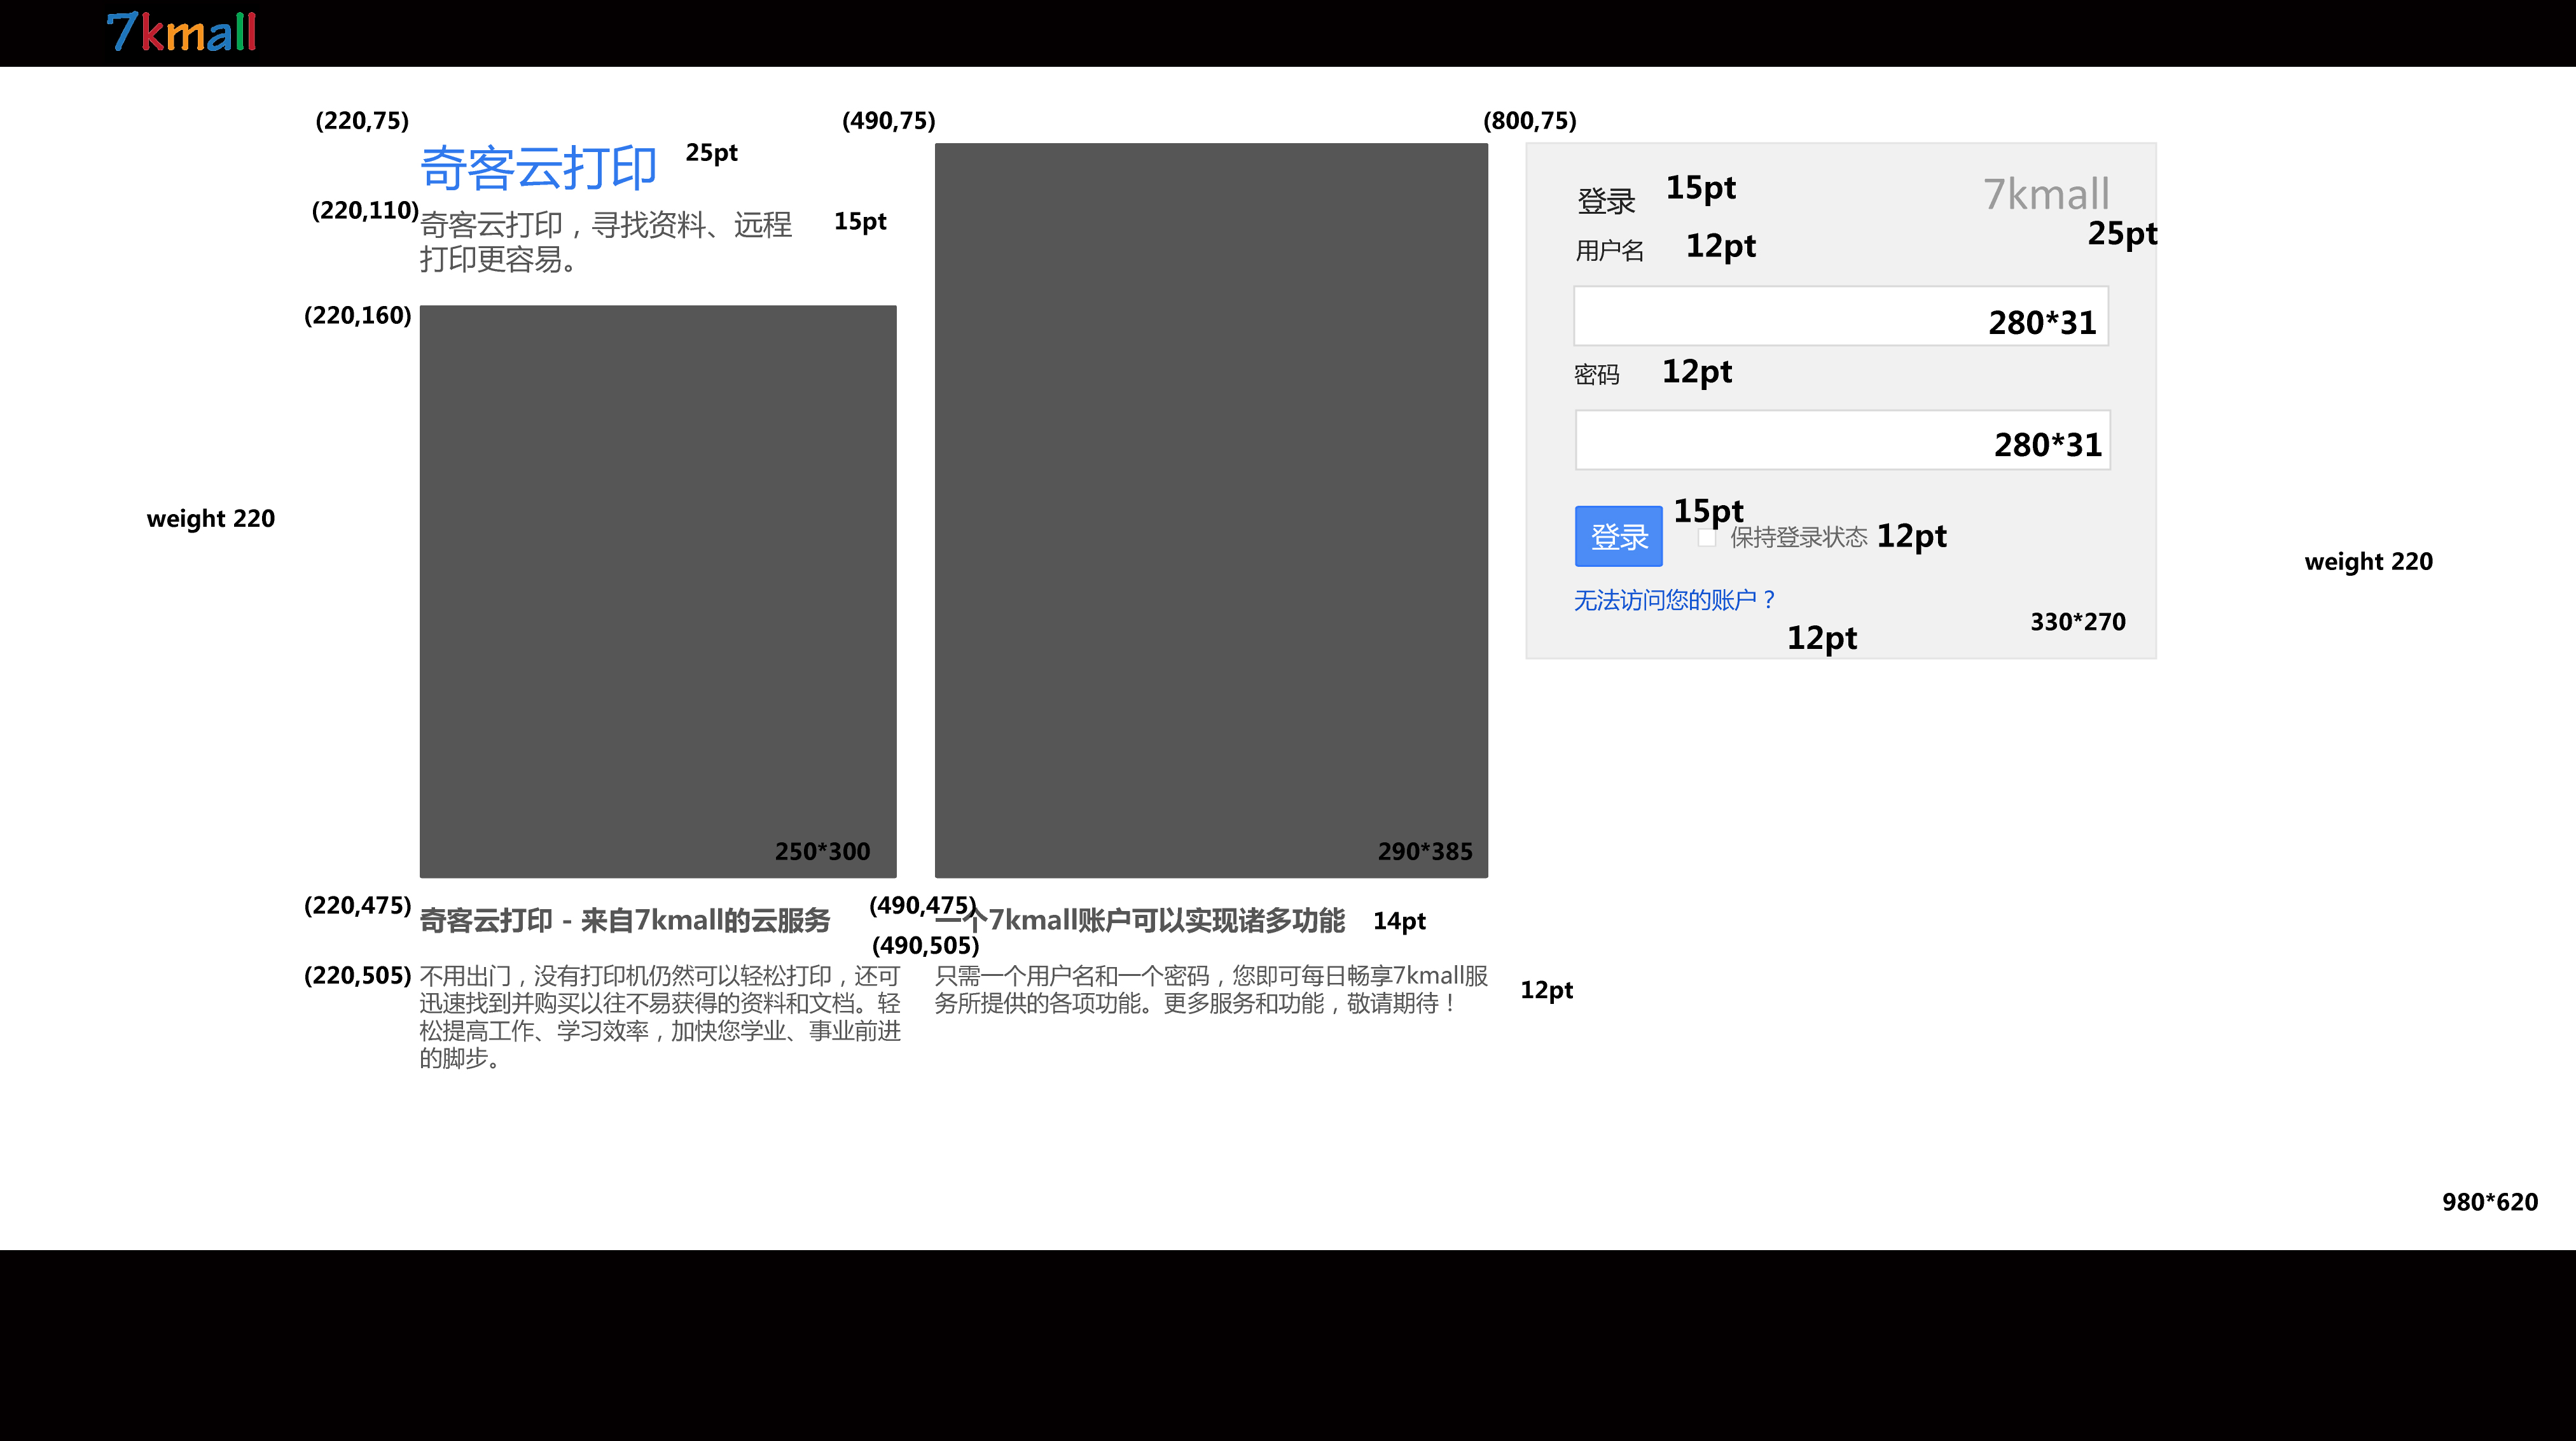 7kmall
(220,75)
奇客云打印
25pt
(220,110)
奇客云打印，寻找资料、远程
打印更容易。
15pt
(220,160)
weight 220
250*300
(220,475)
奇客云打印 - 来自7kmall的云服务
(220,505)
不用出门，没有打印机仍然可以轻松打印，还可
迅速找到并购买以往不易获得的资料和文档。轻
松提高工作、学习效率，加快您学业、事业前进
的脚步。
(490,75)
290*385
(490,475)
一个7kmall账户可以实现诸多功能
14pt
(490,505)
只需一个用户名和一个密码，您即可每日畅享7kmall服
务所提供的各项功能。更多服务和功能，敬请期待！
12pt
(800,75)
登录
15pt
7kmall
25pt
用户名
12pt
280*31
密码
12pt
280*31
登录
15pt
保持登录状态
12pt
无法访问您的账户？
12pt
330*270
weight 220
980*620